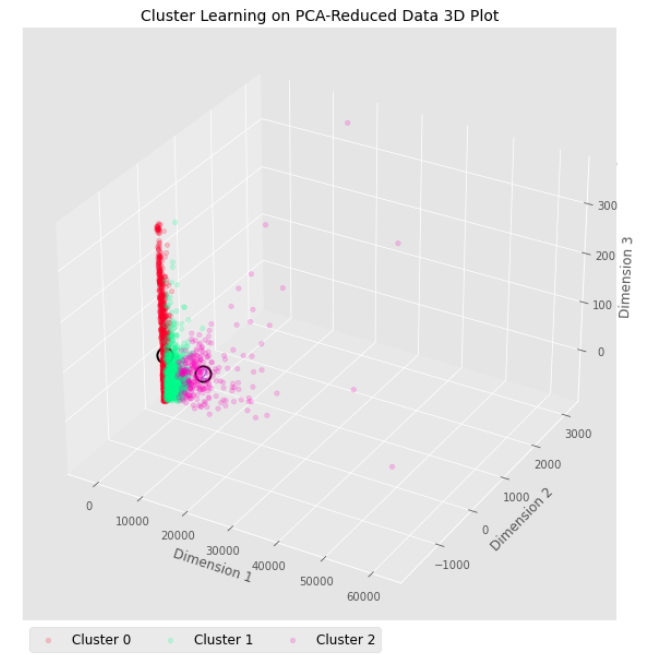 Cluster Learning on PCA-Reduced Data 3D Plot
300
200
100
0
Dimension 3
3000
2000
1000
0
−1000
Dimension 2
0
10000
20000
30000
40000
50000
60000
Dimension 1
Cluster 0
Cluster 1
Cluster 2